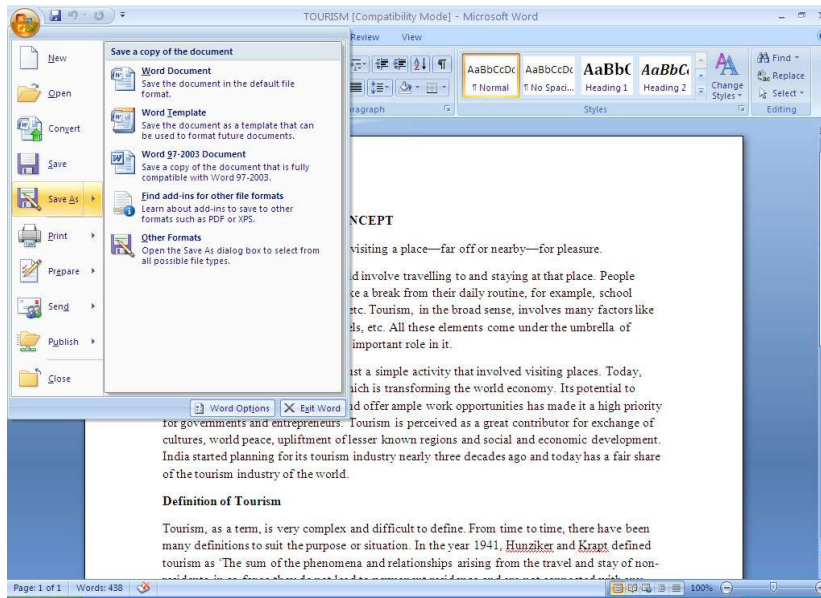 TOURISM [Compatibility Mode] - Microsoft Word
Review View
New
Open
Convert
Save
Save As
Print
Prepare
Send
Publish
Close
Save a copy of the document
Word Document
Save the document in the default file
format.
Word Template
Save the document as a template that can
be used to format future documents.
Word 97-2003 Document
Save a copy of the document that is fully
compatible with Word 97-2003.
Find add-ins for other file formats
Learn about add-ins to save to other
formats such as PDF or XPS.
Other Formats
Open the Save As dialog box to select from
all possible file types.
Word Options Exit Word
AaBbCcDc AaBbCcDc AaBbC AaBbC
¶ Normal ¶ No Spaci... Heading 1 Heading 2
Change
Styles
Find
Replace
Select
ragraph Styles Editing
NCEPT
visiting a place—far off or nearby—for pleasure.
d involve travelling to and staying at that place. People
ke a break from their daily routine, for example, school
etc. Tourism, in the broad sense, involves many factors like
ls, etc. All these elements come under the umbrella of
important role in it.
st a simple activity that involved visiting places. Today,
hich is transforming the world economy. Its potential to
nd offer ample work opportunities has made it a high priority
for governments and entrepreneurs. Tourism is perceived as a great contributor for exchange of
cultures, world peace, upliftment of lesser known regions and social and economic development.
India started planning for its tourism industry nearly three decades ago and today has a fair share
of the tourism industry of the world.
Definition of Tourism
Tourism, as a term, is very complex and difficult to define. From time to time, there have been
many definitions to suit the purpose or situation. In the year 1941, Hunziker and Krapt defined
tourism as ‘The sum of the phenomena and relationships arising from the travel and stay of non-
Page: 1 of 1 Words: 438 100%